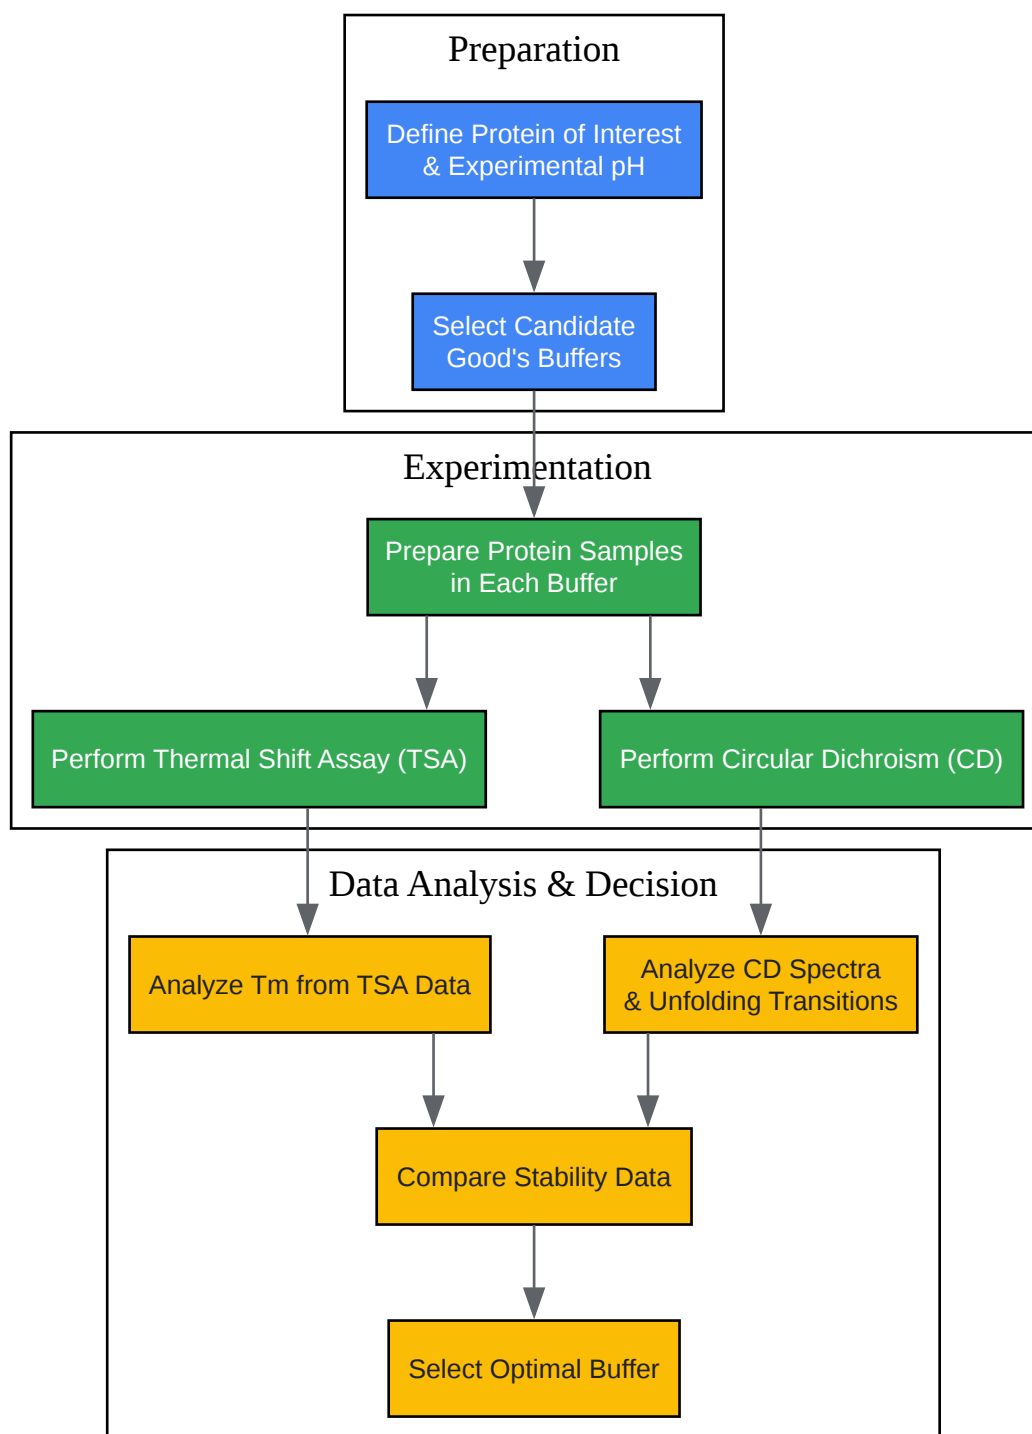 Preparation
Define Protein of Interest
& Experimental pH
Select Candidate
Good's Buffers
Experimentation
Prepare Protein Samples
in Each Buffer
Perform Thermal Shift Assay (TSA)
Perform Circular Dichroism (CD)
Data Analysis & Decision
Analyze Tm from TSA Data
Analyze CD Spectra
& Unfolding Transitions
Compare Stability Data
Select Optimal Buffer